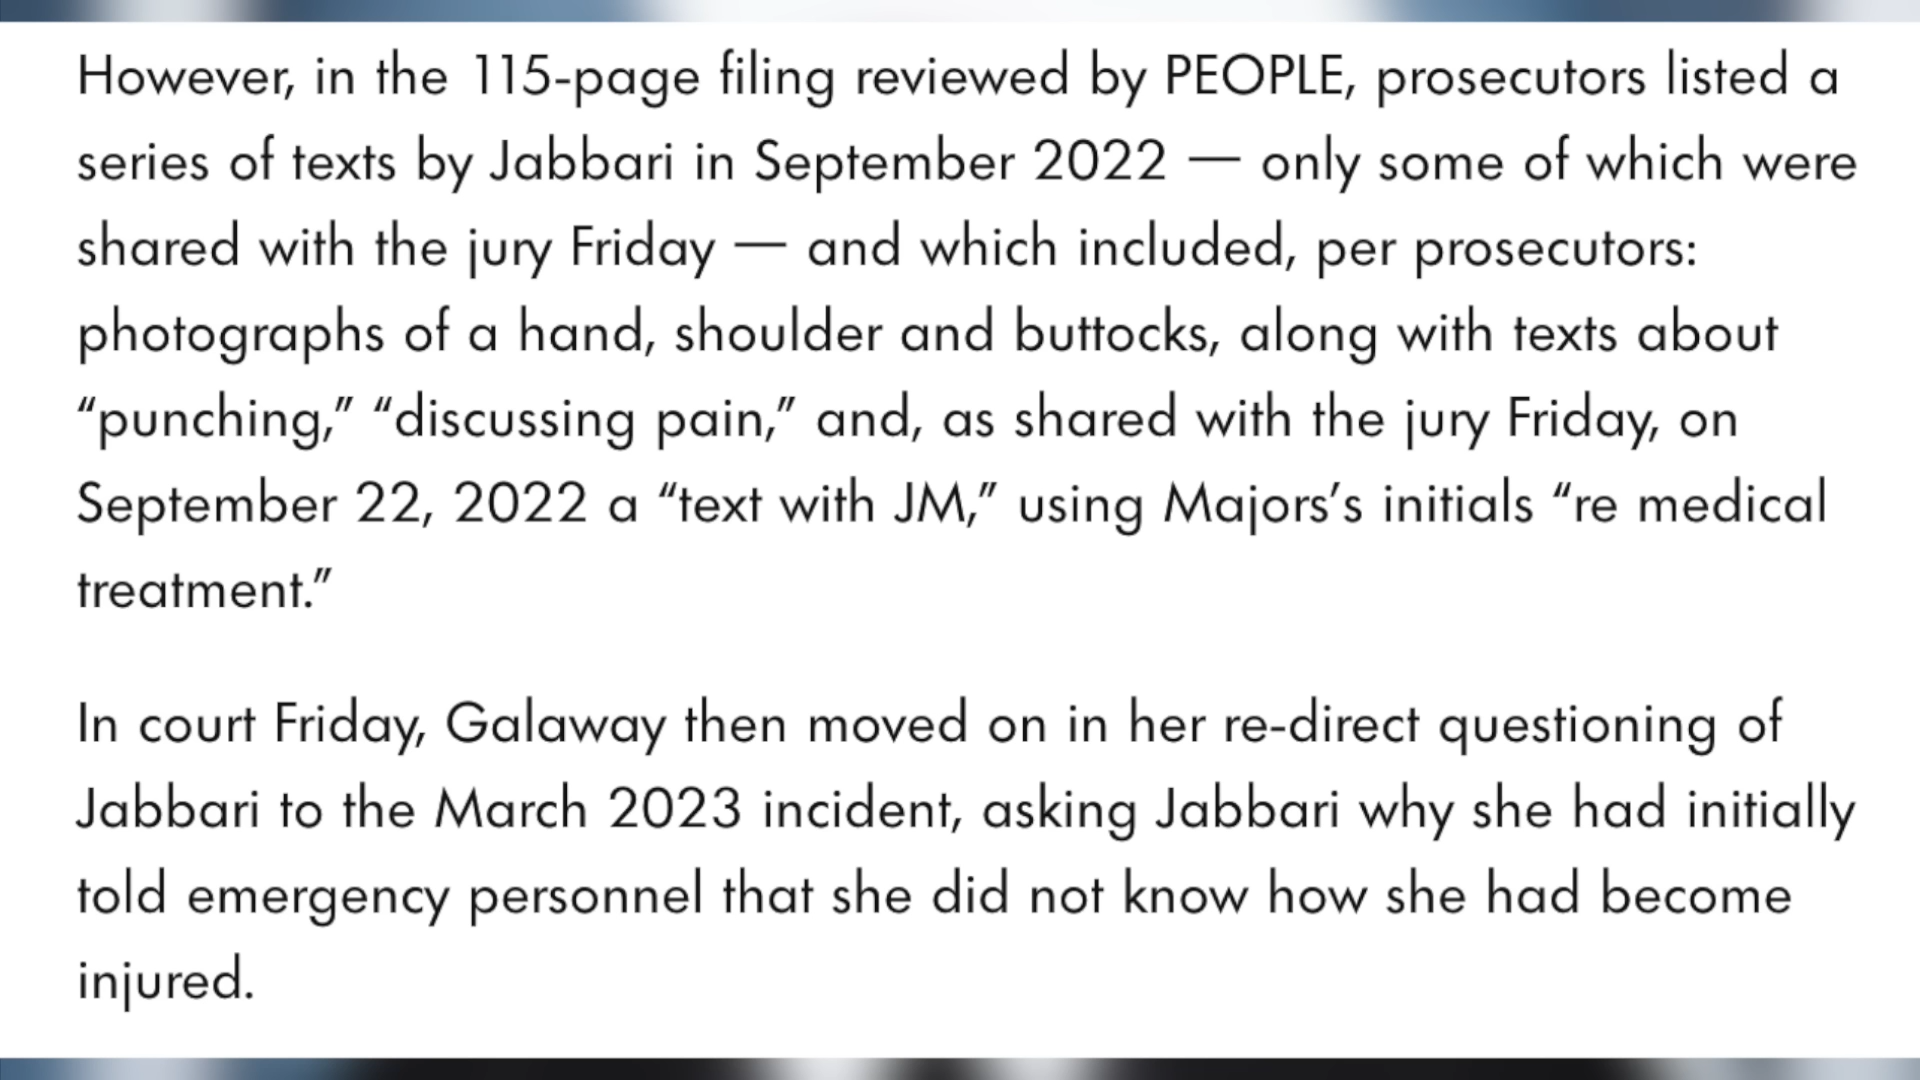 However, in the 115-page filing reviewed by PEOPLE, prosecutors listed a
series of texts by Jabbari in September 2022 — only some of which were
shared with the jury Friday — and which included, per prosecutors:
photographs of a hand, shoulder and buttocks, along with texts about
“punching,” “discussing pain,” and, as shared with the jury Friday, on
September 22, 2022 a “text with JM,” using Majors’s initials “re medical
treatment.”
In court Friday, Galaway then moved on in her re-direct questioning of
Jabbari to the March 2023 incident, asking Jabbari why she had initially
told emergency personnel that she did not know how she had become
injured.